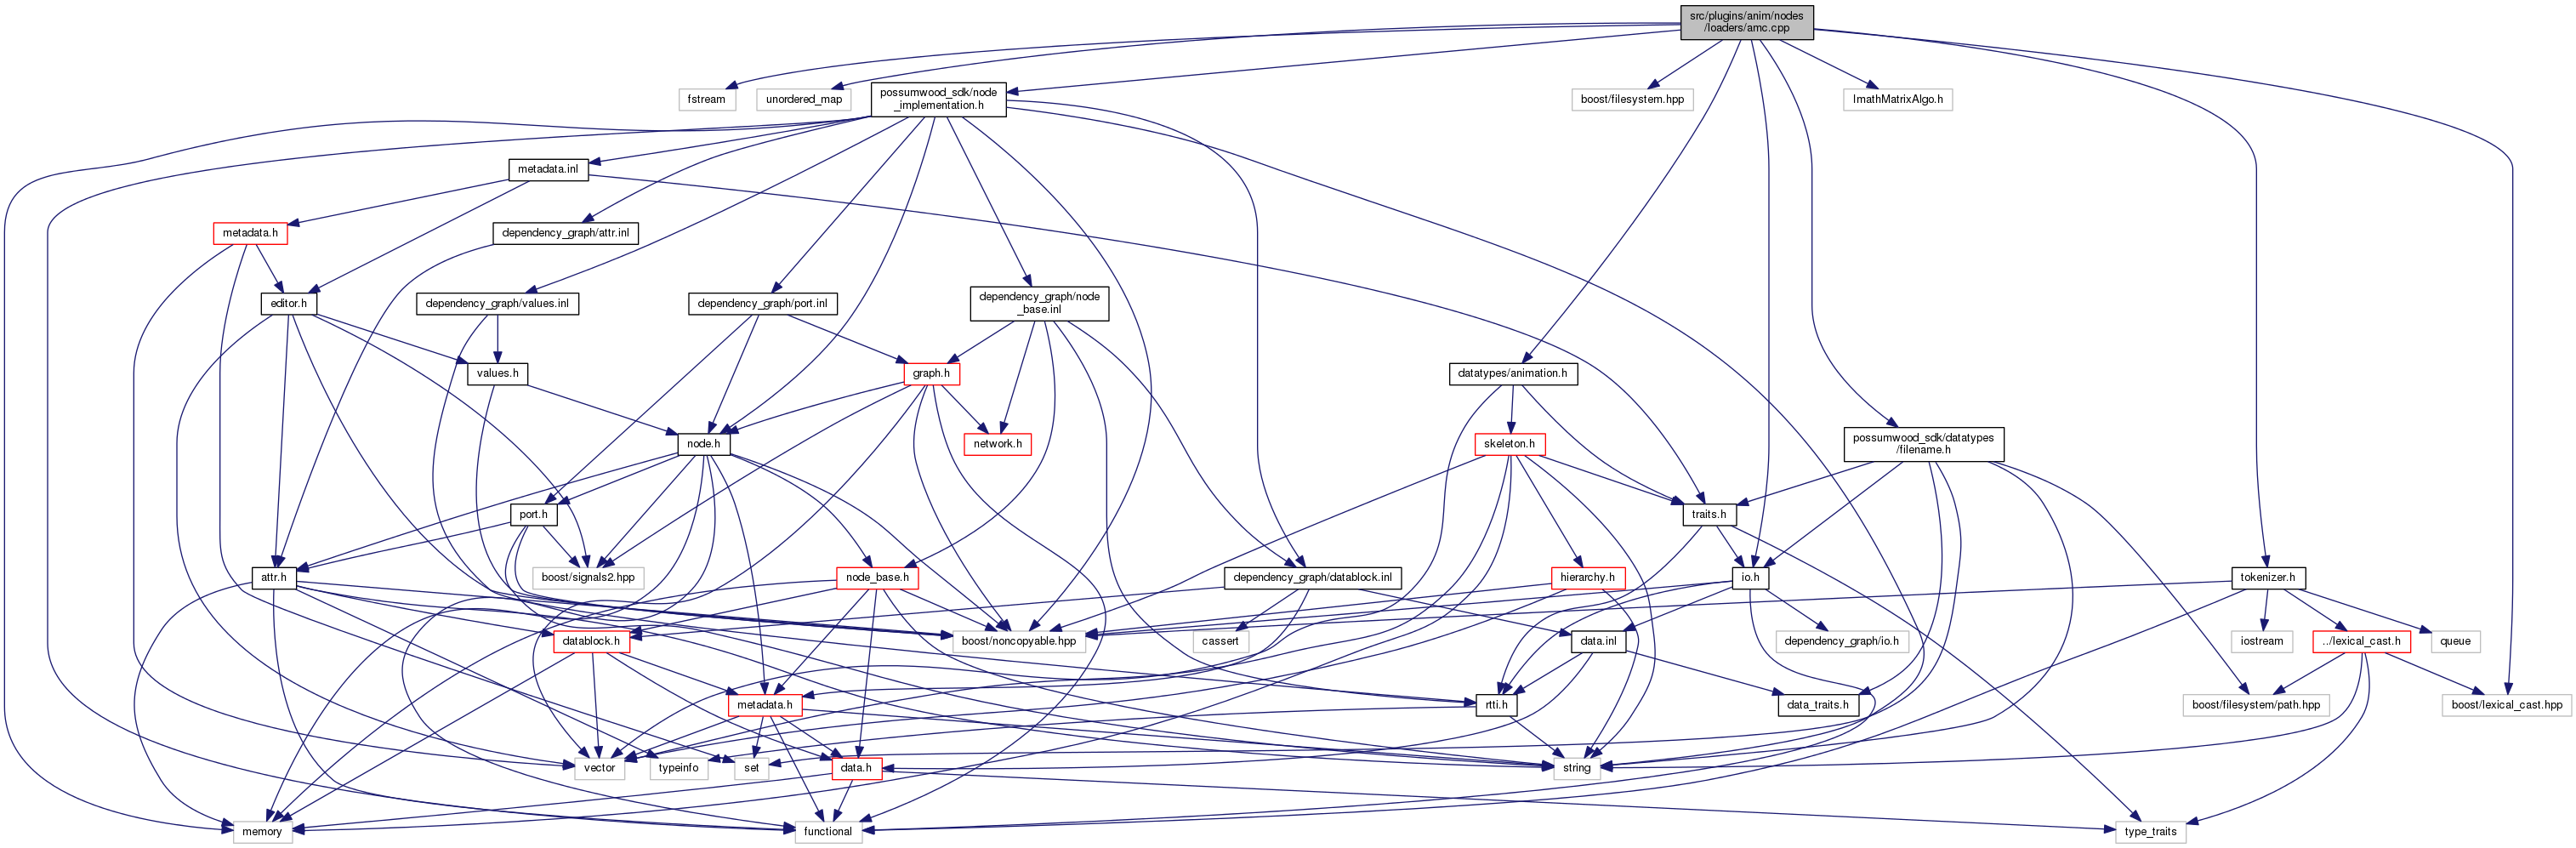 src/plugins/anim/nodes
/loaders/amc.cpp
fstream
unordered_map
possumwood_sdk/node
_implementation.h
boost/filesystem.hpp
ImathMatrixAlgo.h
metadata.inl
metadata.h
dependency_graph/attr.inl
editor.h
dependency_graph/values.inl
dependency_graph/port.inl
dependency_graph/node
_base.inl
values.h
graph.h
datatypes/animation.h
node.h
network.h
skeleton.h
possumwood_sdk/datatypes
/filename.h
port.h
traits.h
attr.h
boost/signals2.hpp
node_base.h
dependency_graph/datablock.inl
hierarchy.h
io.h
tokenizer.h
datablock.h
boost/noncopyable.hpp
cassert
data.inl
dependency_graph/io.h
iostream
../lexical_cast.h
queue
metadata.h
rtti.h
data_traits.h
boost/filesystem/path.hpp
boost/lexical_cast.hpp
vector
typeinfo
set
data.h
string
memory
functional
type_traits